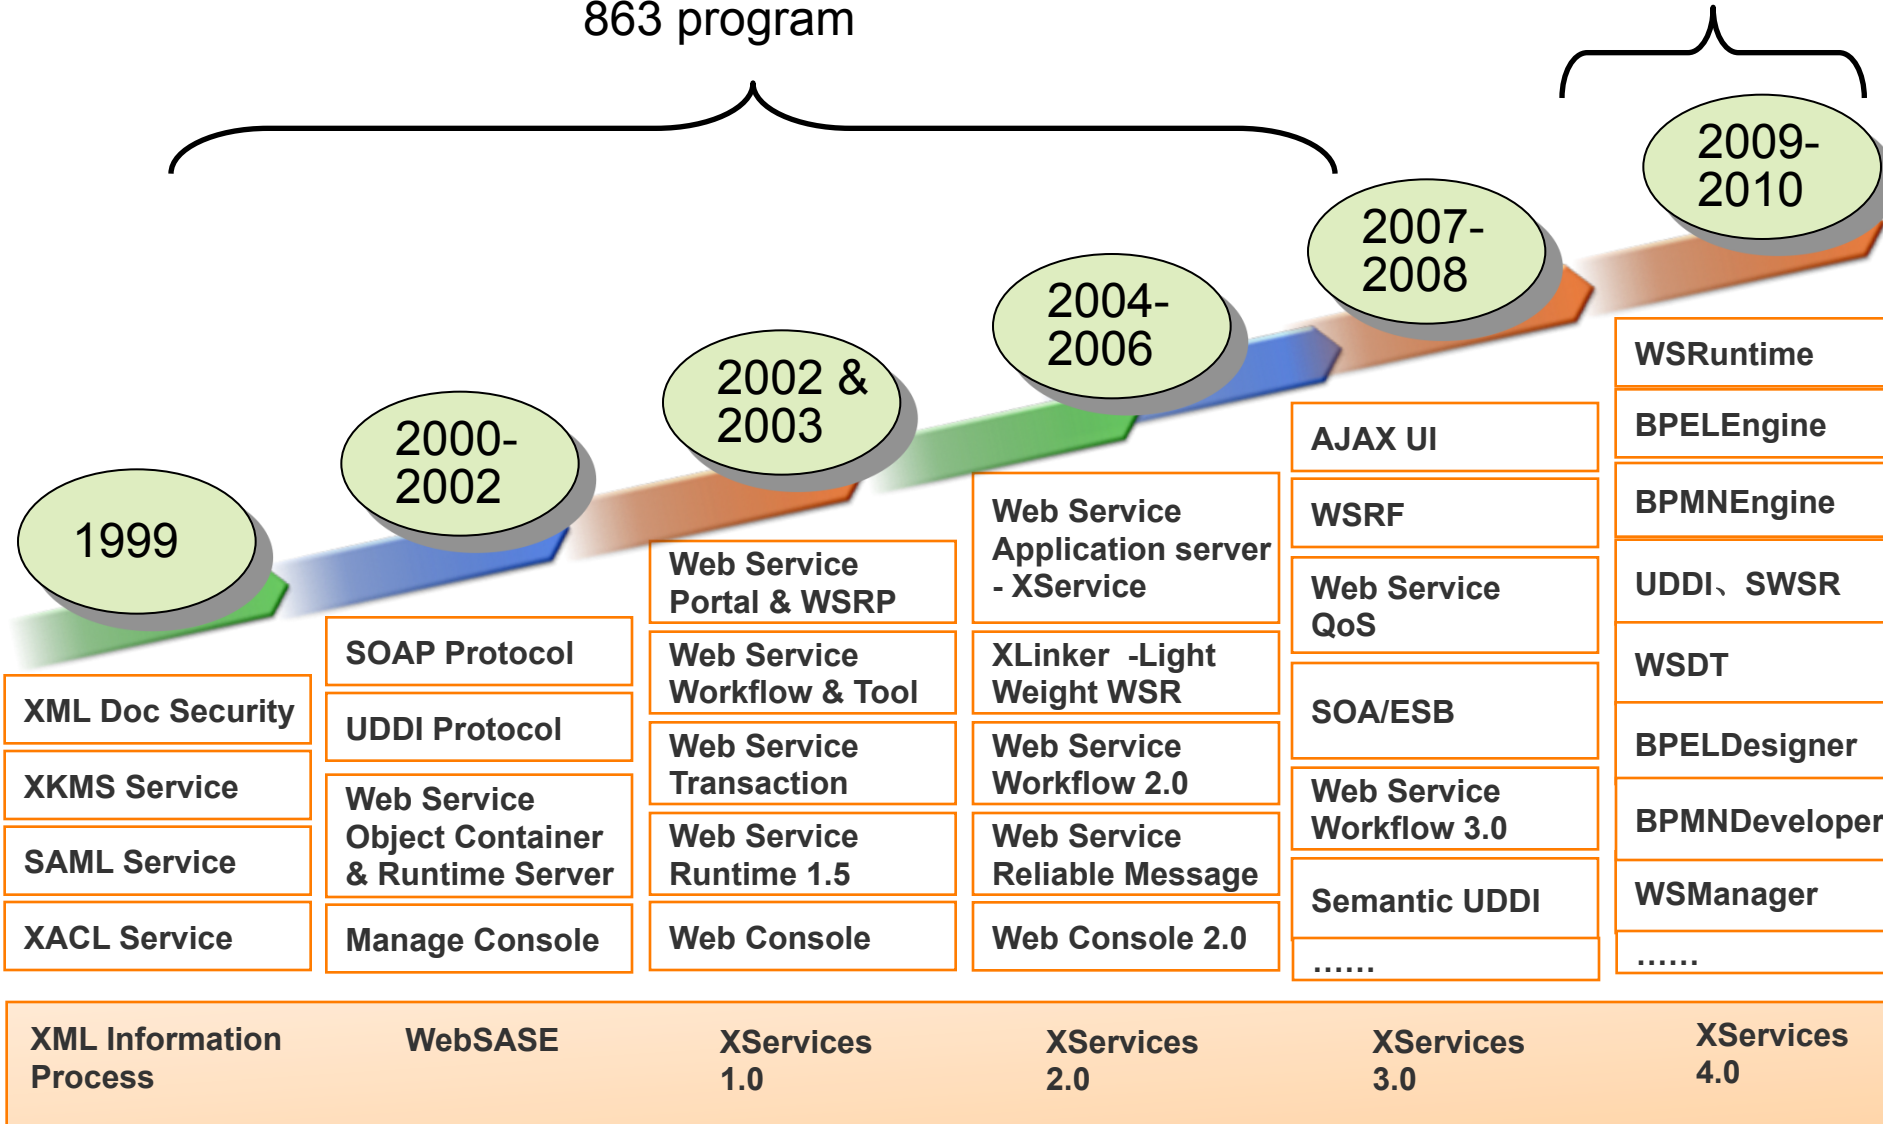 863 program
1999
2000-
2002
2002 &
2003
2004-
2006
2007-
2008
2009-
2010
XML Doc Security
XKMS Service
SAML Service
XACL Service
SOAP Protocol
UDDI Protocol
Web Service
Object Container
& Runtime Server
Manage Console
Web Service
Portal & WSRP
Web Service
Workflow & Tool
Web Service
Transaction
Web Service
Runtime 1.5
Web Console
Web Service
Application server
- XService
XLinker -Light
Weight WSR
Web Service
Workflow 2.0
Web Service
Reliable Message
Web Console 2.0
AJAX UI
WSRF
Web Service
QoS
SOA/ESB
Web Service
Workflow 3.0
Semantic UDDI
......
WSRuntime
BPELEngine
BPMNEngine
UDDI、SWSR
WSDT
BPELDesigner
BPMNDeveloper
WSManager
......
XML Information
Process
WebSASE
XServices
1.0
XServices
2.0
XServices
3.0
XServices
4.0